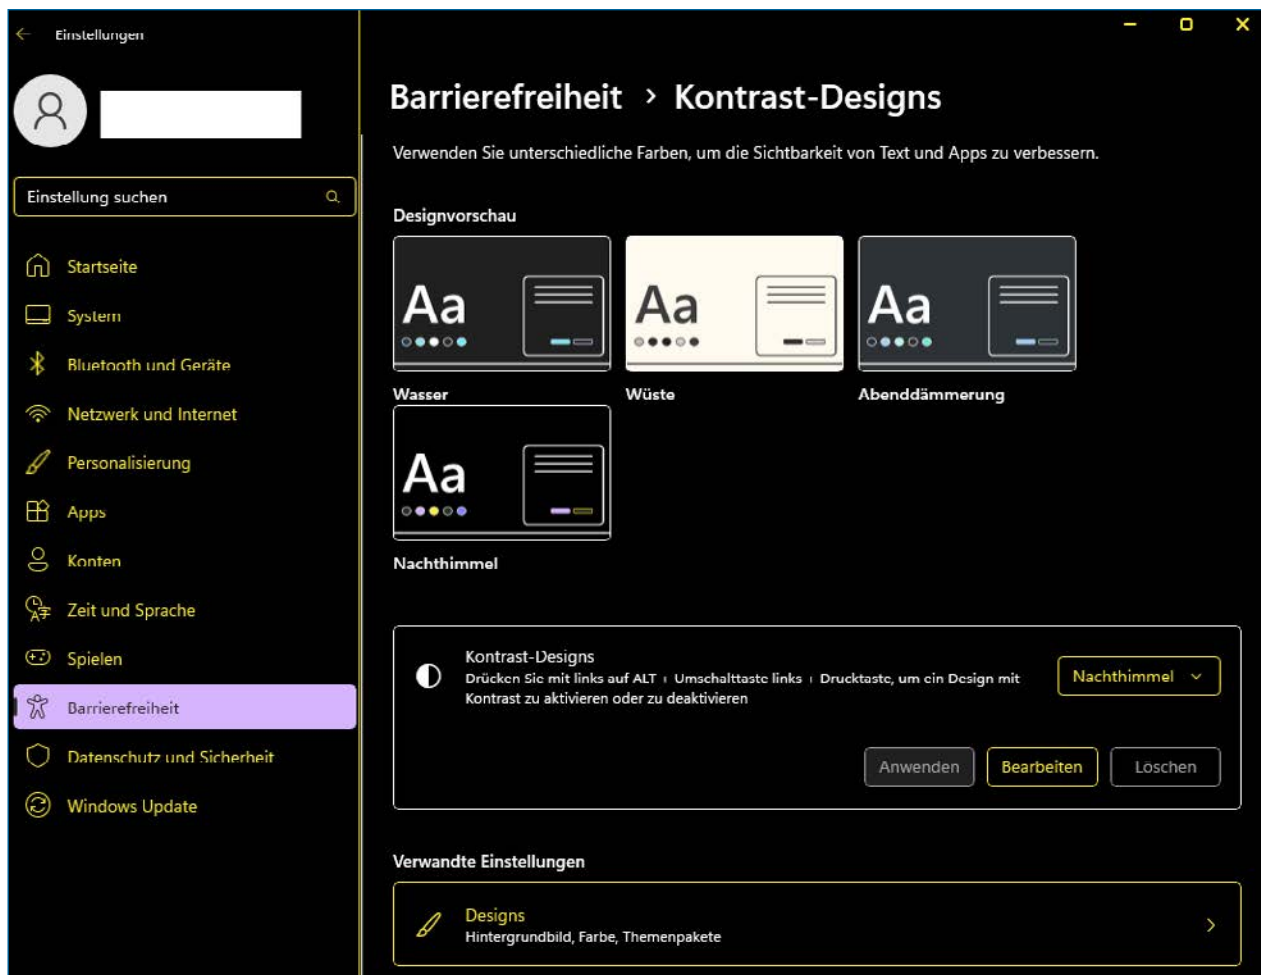 Einstellungen
Barrierefreiheit > Kontrast-Designs
Verwenden Sie unterschiedliche Farben, um die Sichtbarkeit von Text und Apps zu verbessern.
Einstellung suchen
Startseite
System
Bluetooth und Geräte
Netzwerk und Internet
Personalisierung
Apps
Konten
Zeit und Sprache
Spielen
Barrierefreiheit
Datenschutz und Sicherheit
Windows Update
Designvorschau
Aa
Wasser
Aa
Wüste
Aa
Abenddämmerung
Aa
Nachthimmel
Kontrast-Designs
Drücken Sie mit links auf ALT + Umschalttaste links + Drucktaste, um ein Design mit
Kontrast zu aktivieren oder zu deaktivieren
Nachthimmel
Anwenden
Bearbeiten
Löschen
Verwandte Einstellungen
Designs
Hintergrundbild, Farbe, Themenpakete